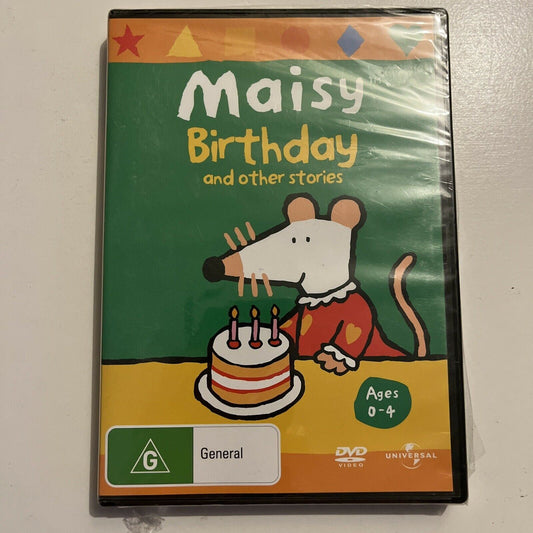 Maisy
Birthday
and other stories
Ages
0-4
G
General
DVD
VIDEO
UNIVERSAL